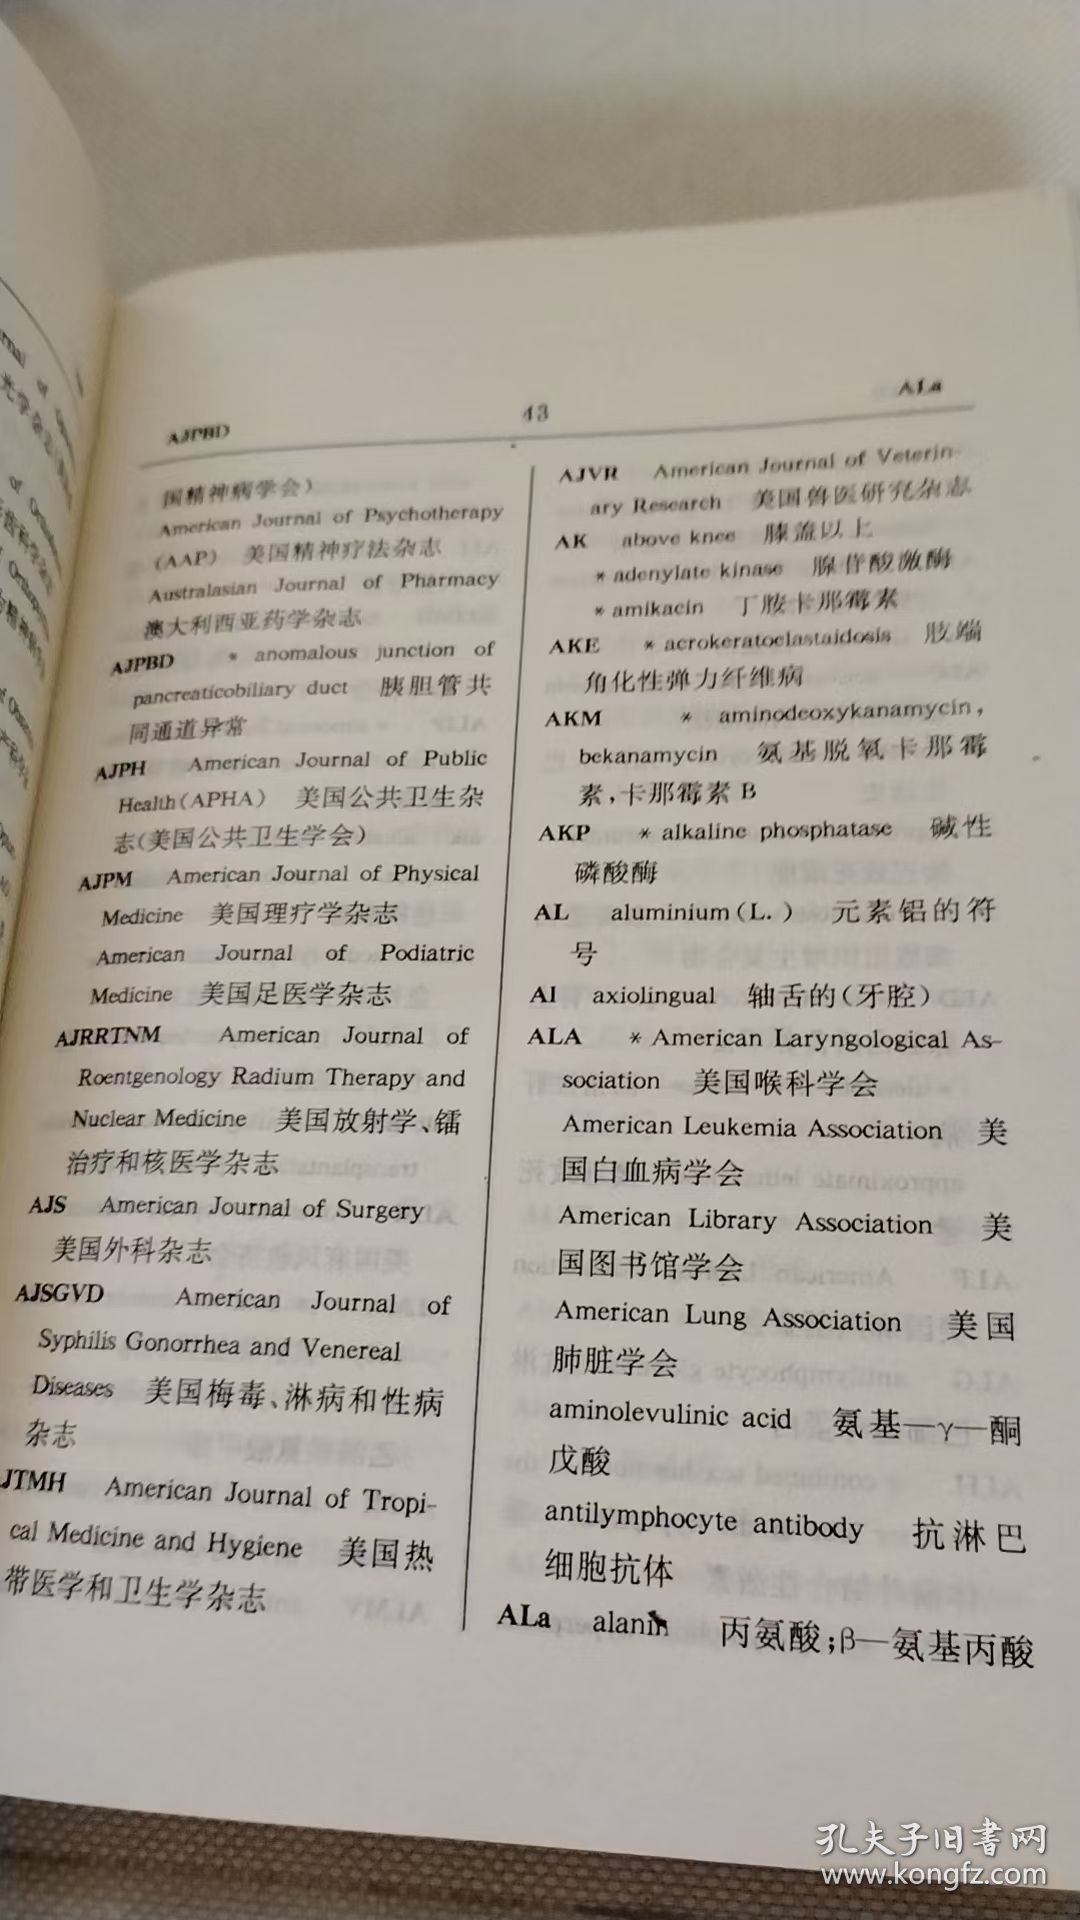 AJPBD 43 ALa
国精神病学会)
American Journal of Psychotherapy
(AAP) 美国精神疗法杂志
Australasian Journal of Pharmacy
澳大利西亚药学杂志
AJPBD * anomalous junction of
pancreaticobiliary duct 胰胆管共
同通道异常
AJPH American Journal of Public
Health(APHA) 美国公共卫生杂
志(美国公共卫生学会)
AJPM American Journal of Physical
Medicine 美国理疗学杂志
American Journal of Podiatric
Medicine 美国足医学杂志
AJRRTNM American Journal of
Roentgenology Radium Therapy and
Nuclear Medicine 美国放射学、镭
治疗和核医学杂志
AJS American Journal of Surgery
美国外科杂志
AJSGVD American Journal of
Syphilis Gonorrhea and Venereal
Diseases 美国梅毒、淋病和性病
杂志
JTMH American Journal of Tropi-
cal Medicine and Hygiene 美国热
带医学和卫生学杂志
AJVR American Journal of Veterin-
ary Research 美国兽医研究杂志
AK above knee 膝盖以上
* adenylate kinase 腺苷酸激酶
* amikacin 丁胺卡那霉素
AKE * acrokeratoelastaidosis 肢端
角化性弹力纤维病
AKM * aminodeoxykanamycin,
bekanamycin 氨基脱氧卡那霉
素,卡那霉素B
AKP * alkaline phosphatase 碱性
磷酸酶
AL aluminium(L.) 元素铝的符
号
Al axiolingual 轴舌的(牙腔)
ALA * American Laryngological As-
sociation 美国喉科学会
American Leukemia Association 美
国白血病学会
American Library Association 美
国图书馆学会
American Lung Association 美国
肺脏学会
aminolevulinic acid 氨基—γ—酮
戊酸
antilymphocyte antibody 抗淋巴
细胞抗体
ALa alanin 丙氨酸;β—氨基丙酸
孔夫子旧书网
www.kongfz.com